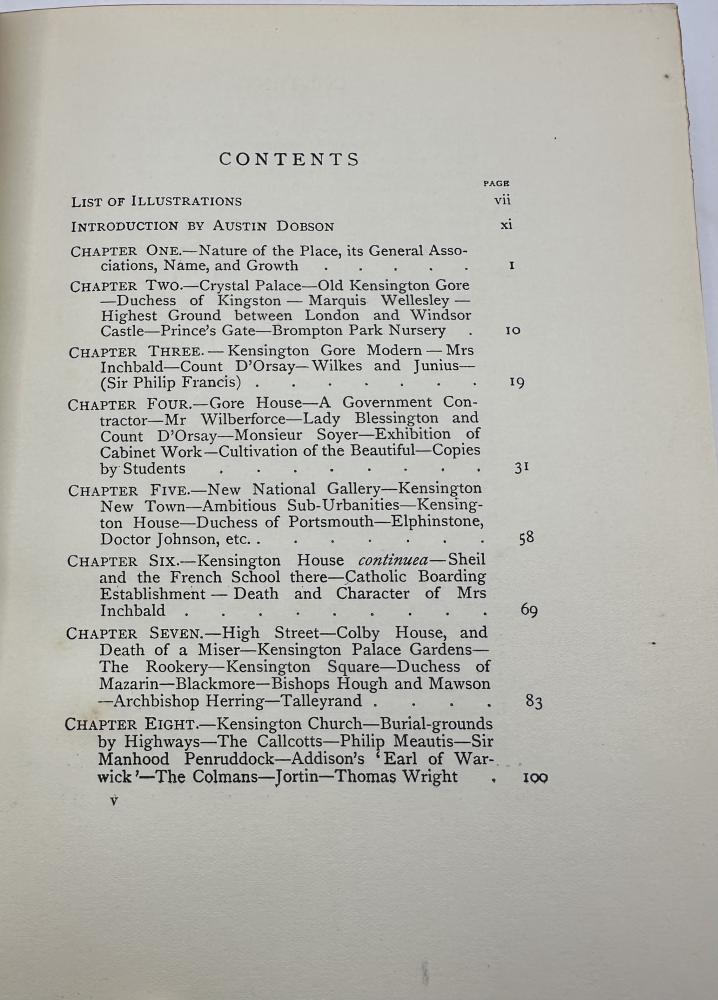 CONTENTS
PAGE
LIST OF ILLUSTRATIONS vii
INTRODUCTION BY AUSTIN DOBSON xi
CHAPTER ONE.—Nature of the Place, its General Asso-
ciations, Name, and Growth . . . . . 1
CHAPTER TWO.—Crystal Palace—Old Kensington Gore
—Duchess of Kingston — Marquis Wellesley —
Highest Ground between London and Windsor
Castle—Prince's Gate—Brompton Park Nursery . 10
CHAPTER THREE. — Kensington Gore Modern — Mrs
Inchbald—Count D'Orsay—Wilkes and Junius—
(Sir Philip Francis) . . . . . . . 19
CHAPTER FOUR.—Gore House—A Government Con-
tractor—Mr Wilberforce—Lady Blessington and
Count D'Orsay—Monsieur Soyer—Exhibition of
Cabinet Work—Cultivation of the Beautiful—Copies
by Students . . . . . . . . 31
CHAPTER FIVE.—New National Gallery—Kensington
New Town—Ambitious Sub-Urbanities—Kensing-
ton House—Duchess of Portsmouth—Elphinstone,
Doctor Johnson, etc. . . . . . . . 58
CHAPTER SIX.—Kensington House continuea—Sheil
and the French School there—Catholic Boarding
Establishment — Death and Character of Mrs
Inchbald . . . . . . . . . 69
CHAPTER SEVEN.—High Street—Colby House, and
Death of a Miser—Kensington Palace Gardens—
The Rookery—Kensington Square—Duchess of
Mazarin—Blackmore—Bishops Hough and Mawson
—Archbishop Herring—Talleyrand . . . . 83
CHAPTER EIGHT.—Kensington Church—Burial-grounds
by Highways—The Callcotts—Philip Meautis—Sir
Manhood Penruddock—Addison's 'Earl of War-
wick'—The Colmans—Jortin—Thomas Wright . 100
v